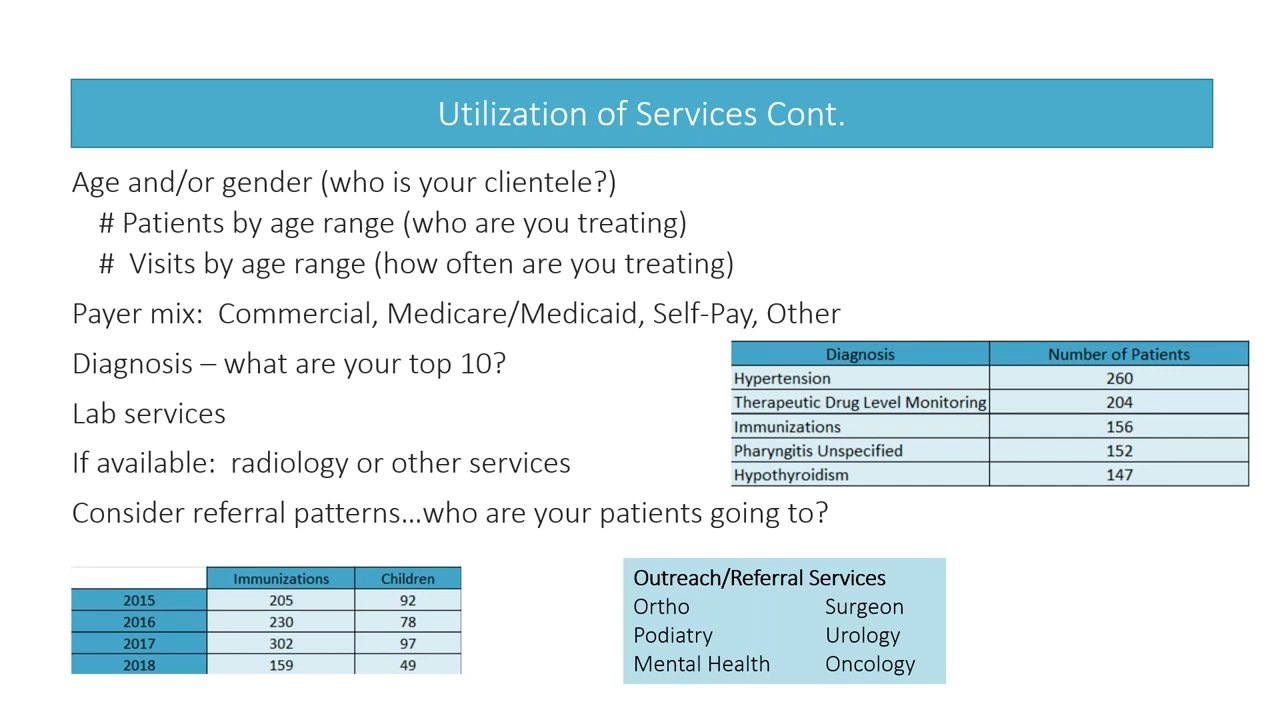 Utilization of Services Cont.
Age and/or gender (who is your clientele?)
# Patients by age range (who are you treating)
#  Visits by age range (how often are you treating)
Payer mix:  Commercial, Medicare/Medicaid, Self-Pay, Other
Diagnosis – what are your top 10?
Lab services
If available:  radiology or other services
Consider referral patterns…who are your patients going to?
Diagnosis Number of Patients
Hypertension 260
Therapeutic Drug Level Monitoring 204
Immunizations 156
Pharyngitis Unspecified 152
Hypothyroidism 147
Immunizations Children
2015 205 92
2016 230 78
2017 302 97
2018 159 49
Outreach/Referral Services
Ortho Surgeon
Podiatry Urology
Mental Health Oncology